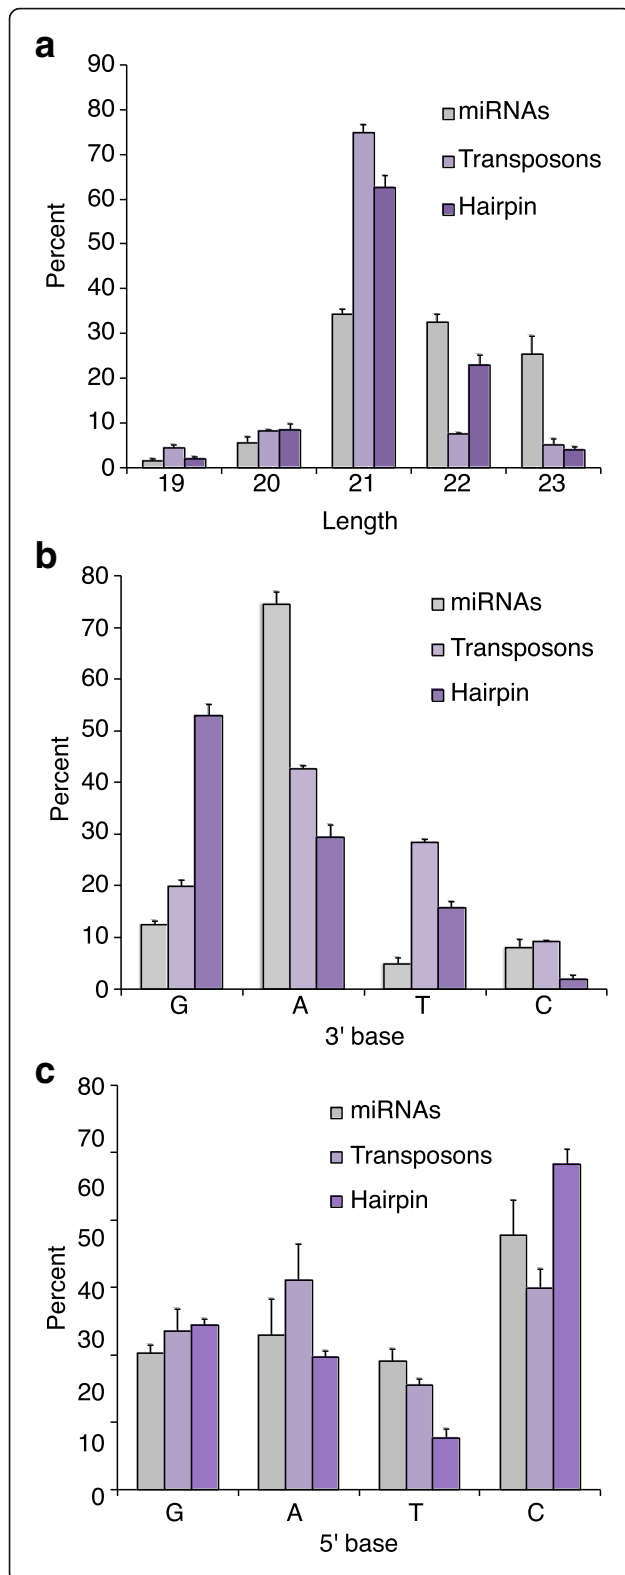 a
90
80
70
60
50
40
30
20
10
0
Percent
miRNAs
Transposons
Hairpin
19 20 21 22 23
Length
b
80
70
60
50
40
30
20
10
0
Percent
miRNAs
Transposons
Hairpin
G A T C
3' base
c
80
70
60
50
40
30
20
10
0
Percent
miRNAs
Transposons
Hairpin
G A T C
5' base